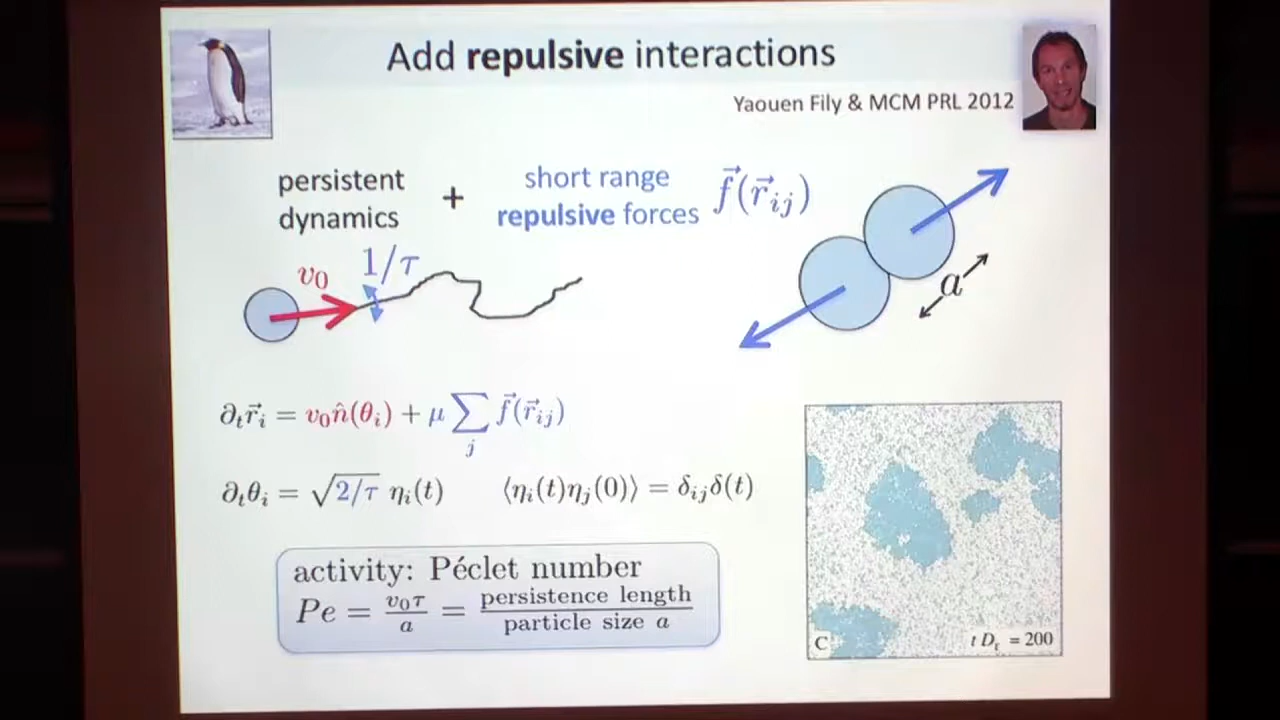 Add repulsive interactions
Yaouen Fily & MCM PRL 2012
persistent
dynamics
+
short range
repulsive forces
$\vec{f}(\vec{r}_{ij})$
$v_0$
$1/\tau$
$a$
$\partial_t \vec{r}_i = v_0 \hat{n}(\theta_i) + \mu \sum_j \vec{f}(\vec{r}_{ij})$
$\partial_t \theta_i = \sqrt{2/\tau}\ \eta_i(t)$ $\langle \eta_i(t) \eta_j(0) \rangle = \delta_{ij} \delta(t)$
activity: Péclet number
$Pe = \frac{v_0 \tau}{a} = \frac{\text{persistence length}}{\text{particle size } a}$
C
$t D_r = 200$